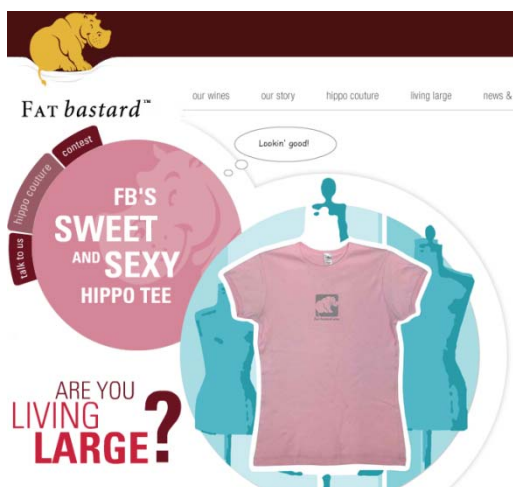 FAT bastard™
our wines our story hippo couture living large news &
Lookin' good!
contest
hippo couture
talk to us
FB'S
SWEET
AND SEXY
HIPPO TEE
ARE YOU
LIVING
LARGE?